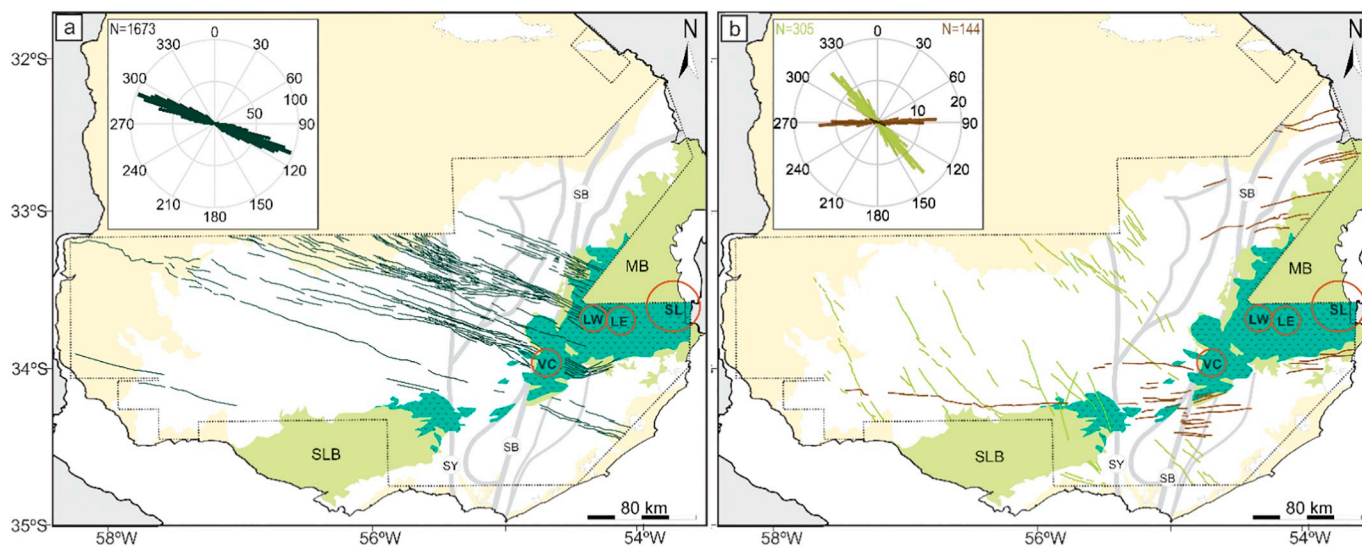 a
N=1673
0
330
30
300
60
100
50
270
90
240
120
210
150
180
N
32°S
33°S
34°S
35°S
SB
MB
LW
LE
SL
VC
SLB
SY
SB
80 km
58°W
56°W
54°W
b
N=305
N=144
0
330
30
300
60
20
10
270
90
240
120
210
150
180
N
SB
MB
LW
LE
SL
VC
SLB
SY
SB
80 km
58°W
56°W
54°W